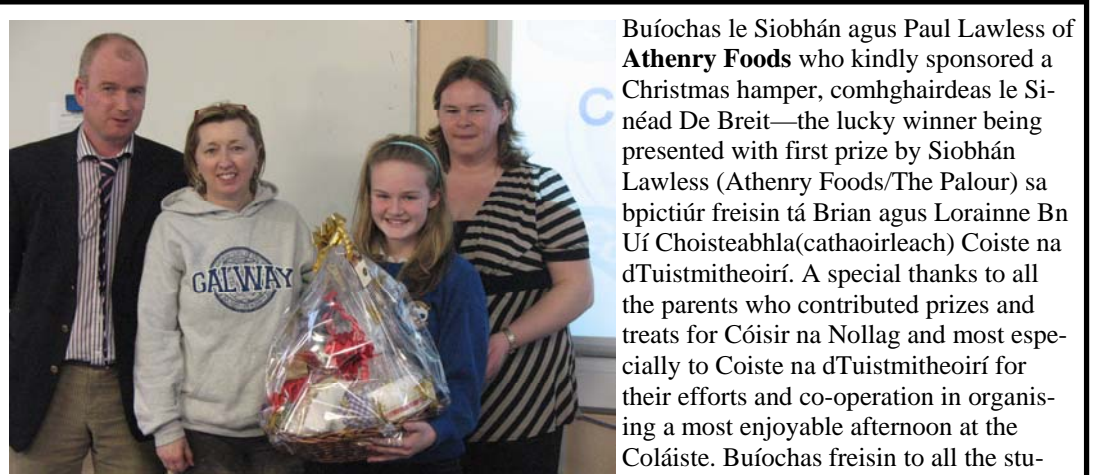 Buíochas le Siobhán agus Paul Lawless of
Athenry Foods who kindly sponsored a
Christmas hamper, comhghairdeas le Si-
néad De Breit—the lucky winner being
presented with first prize by Siobhán
Lawless (Athenry Foods/The Palour) sa
bpictiúr freisin tá Brian agus Lorainne Bn
Uí Choisteabhla(cathaoirleach) Coiste na
dTuistmitheoirí. A special thanks to all
the parents who contributed prizes and
treats for Cóisir na Nollag and most espe-
cially to Coiste na dTuistmitheoirí for
their efforts and co-operation in organis-
ing a most enjoyable afternoon at the
Coláiste. Buíochas freisin to all the stu-
GALWAY
C